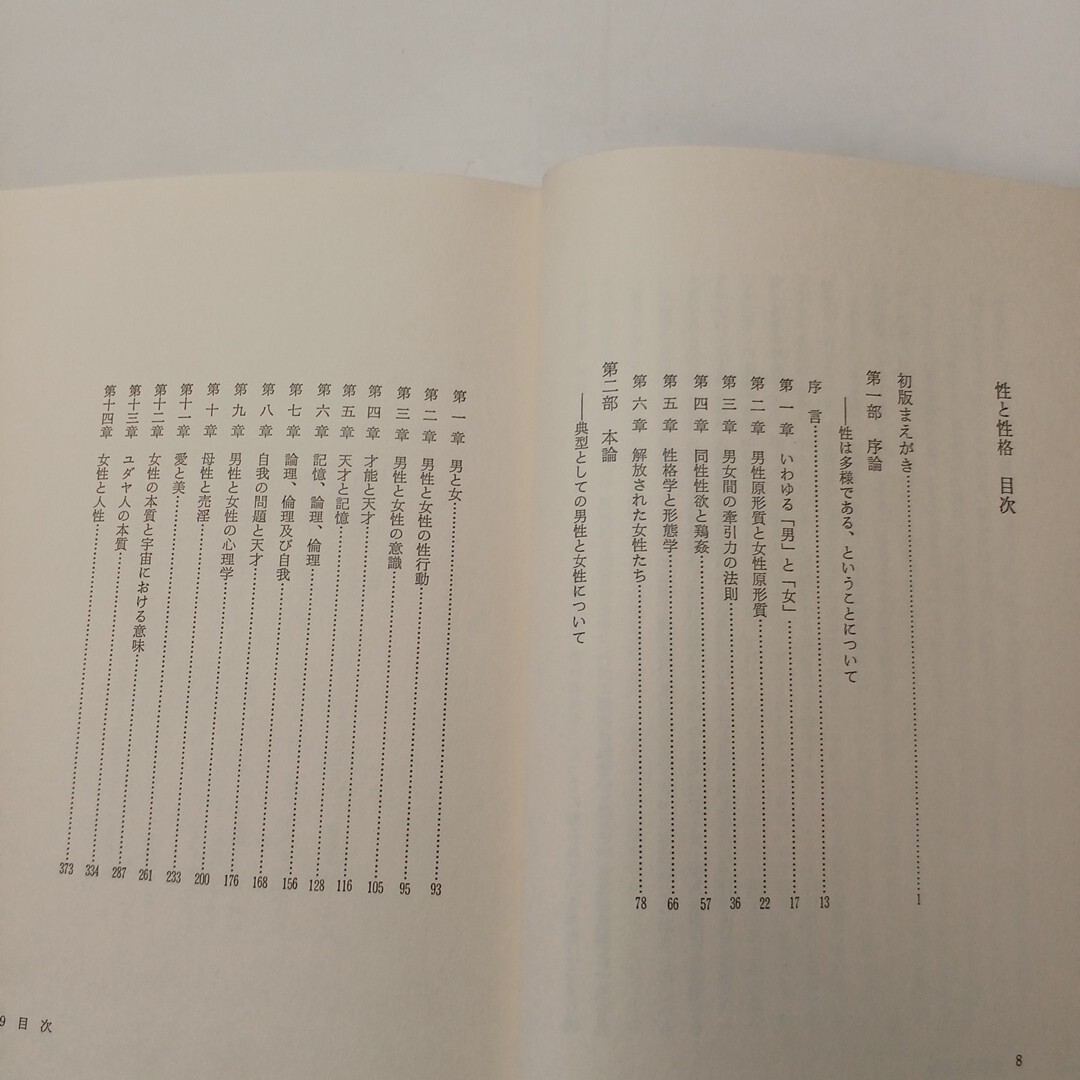 性と性格　目次
初版まえがき……………………1
第一部　序論
――性は多様である、ということについて
序　言……………………13
第一章　いわゆる「男」と「女」……………………17
第二章　男性原形質と女性原形質……………………22
第三章　男女間の牽引力の法則……………………36
第四章　同性性欲と鶏姦……………………57
第五章　性格学と形態学……………………66
第六章　解放された女性たち……………………78
第二部　本論
――典型としての男性と女性について
8
第一章　男と女……………………93
第二章　男性と女性の性行動……………………95
第三章　男性と女性の意識……………………105
第四章　才能と天才……………………116
第五章　天才と記憶……………………128
第六章　記憶、論理、倫理……………………156
第七章　論理、倫理及び自我……………………168
第八章　自我の問題と天才……………………176
第九章　男性と女性の心理学……………………200
第十章　母性と売淫……………………233
第十一章　愛と美……………………261
第十二章　女性の本質と宇宙における意味……………………287
第十三章　ユダヤ人の本質……………………334
第十四章　女性と人性……………………373
9　目　次